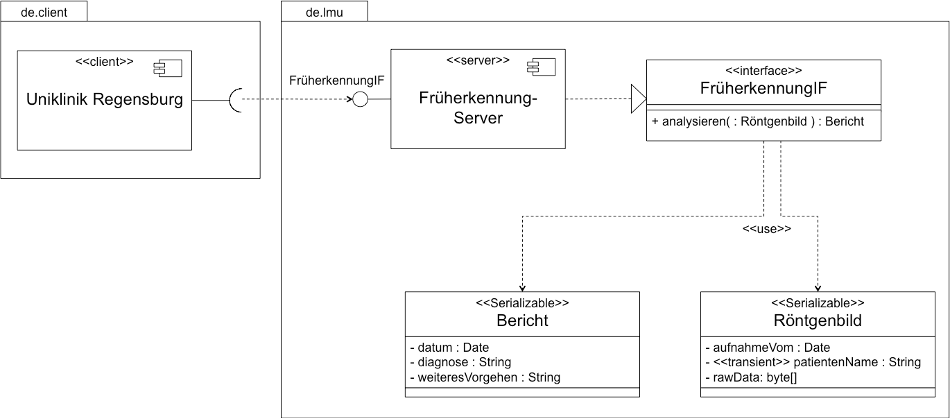 de.client
de.lmu
<<client>>
Uniklinik Regensburg
FrüherkennungIF
<<server>>
Früherkennung-
Server
<<interface>>
FrüherkennungIF
+ analysieren( : Röntgenbild ) : Bericht
<<use>>
<<Serializable>>
Bericht
- datum : Date
- diagnose : String
- weiteresVorgehen : String
<<Serializable>>
Röntgenbild
- aufnahmeVom : Date
- <<transient>> patientenName : String
- rawData: byte[]